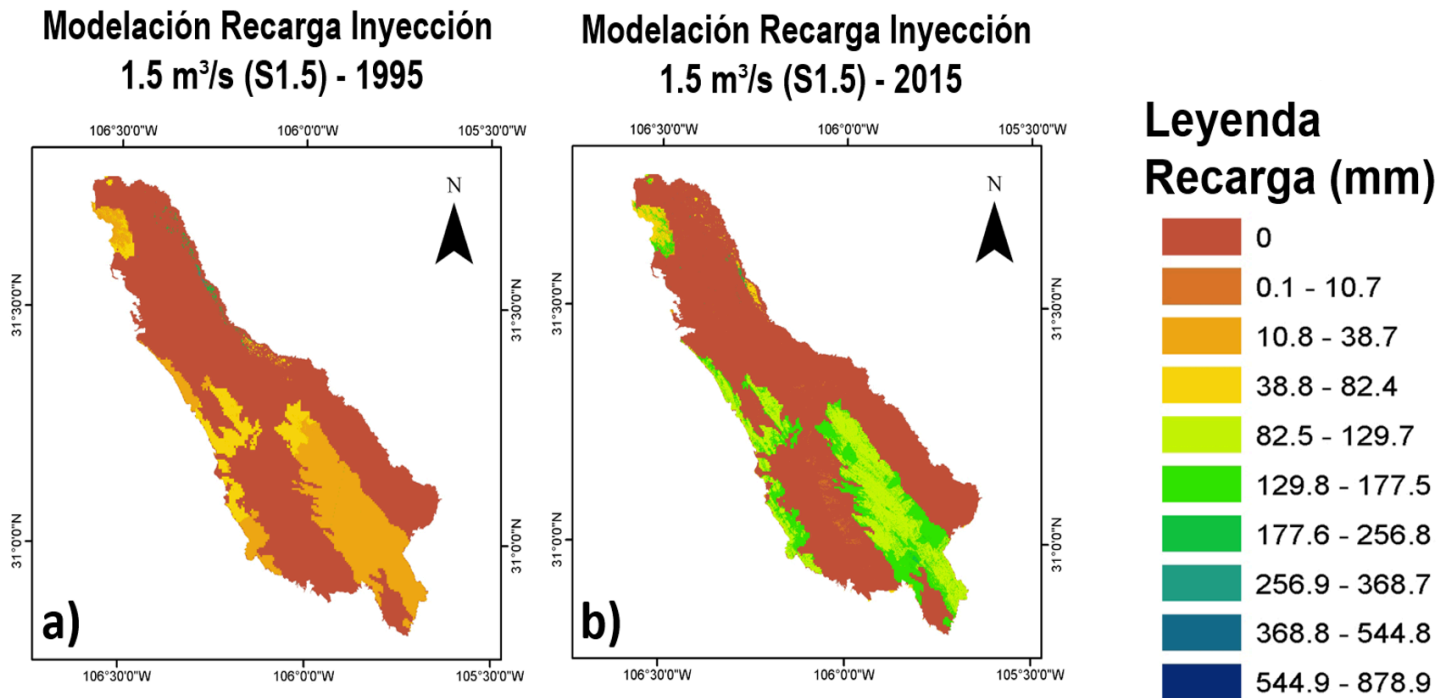 Modelación Recarga Inyección
1.5 m³/s (S1.5) - 1995
106°30'0"W
106°0'0"W
105°30'0"W
N
31°30'0"N
31°30'0"N
31°0'0"N
31°0'0"N
a)
106°30'0"W
106°0'0"W
105°30'0"W
Modelación Recarga Inyección
1.5 m³/s (S1.5) - 2015
106°30'0"W
106°0'0"W
105°30'0"W
N
31°30'0"N
31°30'0"N
31°0'0"N
31°0'0"N
b)
106°30'0"W
106°0'0"W
105°30'0"W
Leyenda
Recarga (mm)
0
0.1 - 10.7
10.8 - 38.7
38.8 - 82.4
82.5 - 129.7
129.8 - 177.5
177.6 - 256.8
256.9 - 368.7
368.8 - 544.8
544.9 - 878.9